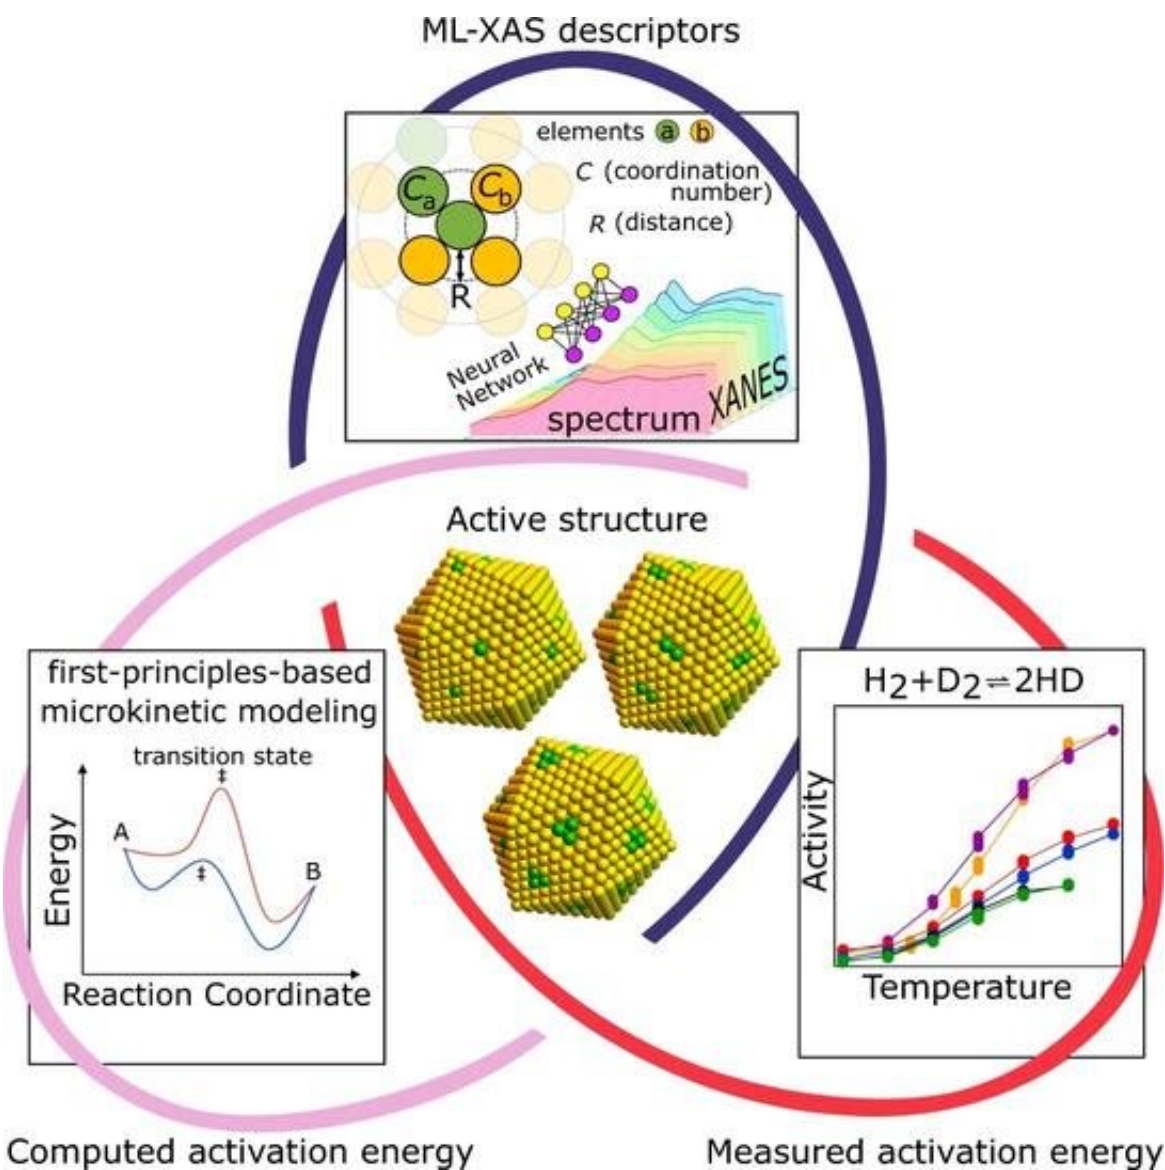 ML-XAS descriptors
elements a b
C (coordination
number)
R (distance)
Ca
Cb
R
Neural
Network
spectrum
XANES
Active structure
first-principles-based
microkinetic modeling
transition state
‡
A
‡
B
Energy
Reaction Coordinate
H2+D2⇌2HD
Activity
Temperature
Computed activation energy
Measured activation energy